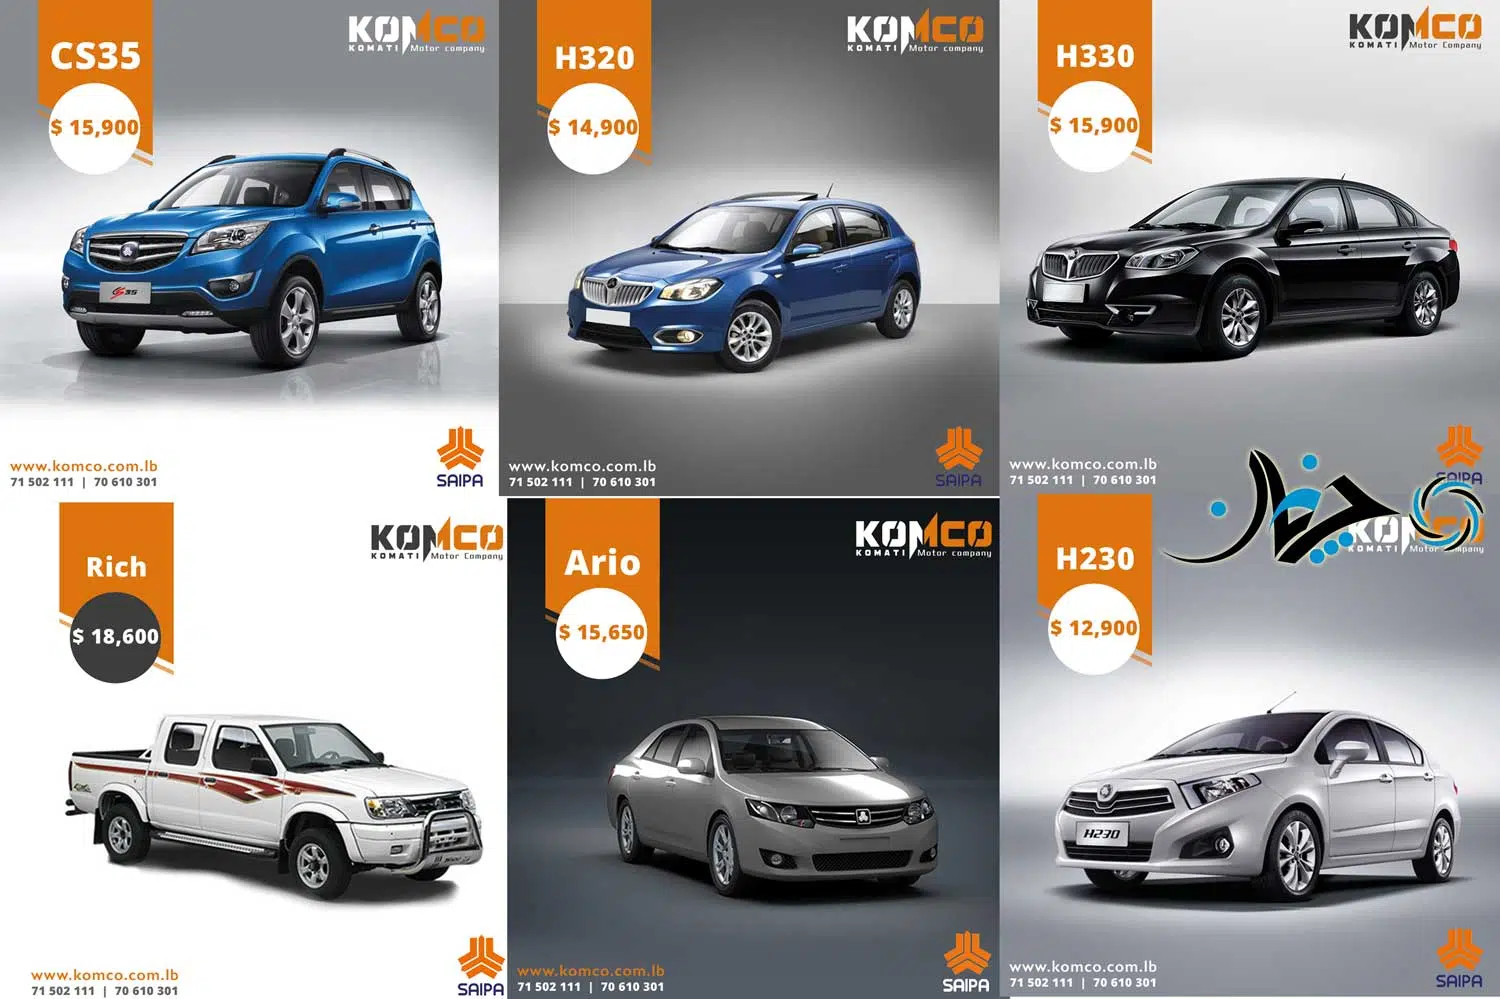 CS35
$ 15,900
KOMCO
KOMATI Motor company
CS35
www.komco.com.lb
71 502 111 | 70 610 301
SAIPA
H320
$ 14,900
KOMCO
KOMATI Motor company
www.komco.com.lb
71 502 111 | 70 610 301
SAIPA
H330
$ 15,900
KOMCO
KOMATI Motor Company
www.komco.com.lb
71 502 111 | 70 610 301
SAIPA
Rich
$ 18,600
KOMCO
KOMATI Motor Company
www.komco.com.lb
71 502 111 | 70 610 301
SAIPA
Ario
$ 15,650
KOMCO
KOMATI Motor company
www.komco.com.lb
71 502 111 | 70 610 301
SAIPA
H230
$ 12,900
H230
www.komco.com.lb
71 502 111 | 70 610 301
SAIPA